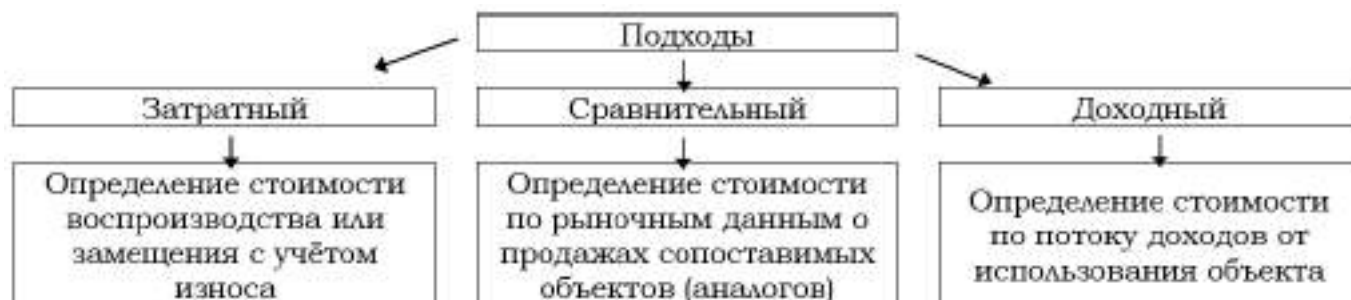 Подходы
Затратный
Сравнительный
Доходный
Определение стоимости
воспроизводства или
замещения с учётом
износа
Определение стоимости
по рыночным данным о
продажах сопоставимых
объектов (аналогов)
Определение стоимости
по потоку доходов от
использования объекта